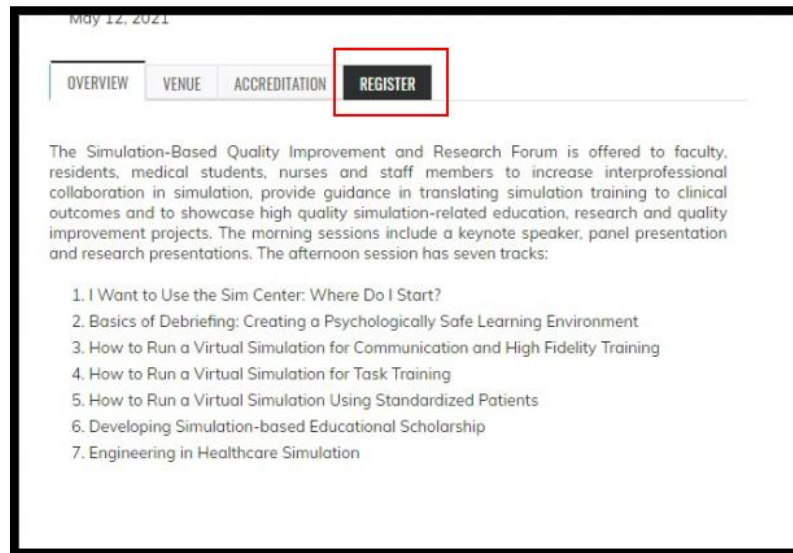 May 12, 2021
OVERVIEW VENUE ACCREDITATION REGISTER
The Simulation-Based Quality Improvement and Research Forum is offered to faculty,
residents, medical students, nurses and staff members to increase interprofessional
collaboration in simulation, provide guidance in translating simulation training to clinical
outcomes and to showcase high quality simulation-related education, research and quality
improvement projects. The morning sessions include a keynote speaker, panel presentation
and research presentations. The afternoon session has seven tracks:
1. I Want to Use the Sim Center: Where Do I Start?
2. Basics of Debriefing: Creating a Psychologically Safe Learning Environment
3. How to Run a Virtual Simulation for Communication and High Fidelity Training
4. How to Run a Virtual Simulation for Task Training
5. How to Run a Virtual Simulation Using Standardized Patients
6. Developing Simulation-based Educational Scholarship
7. Engineering in Healthcare Simulation